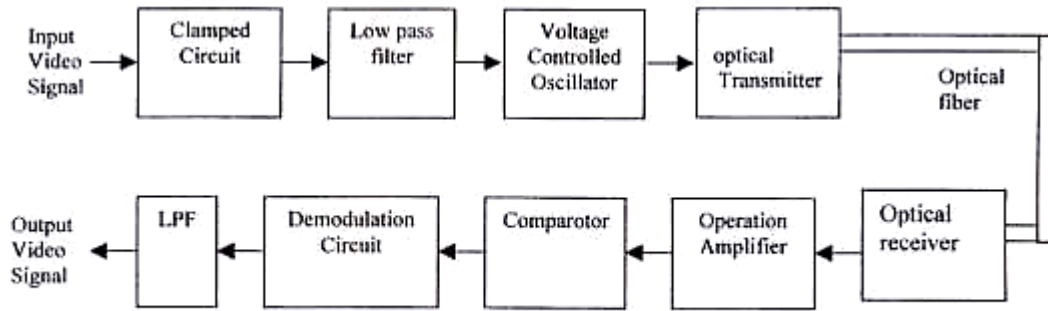 Input
Video
Signal
Clamped
Circuit
Low pass
filter
Voltage
Controlled
Oscillator
optical
Transmitter
Optical
fiber
Output
Video
Signal
LPF
Demodulation
Circuit
Comparotor
Operation
Amplifier
Optical
receiver